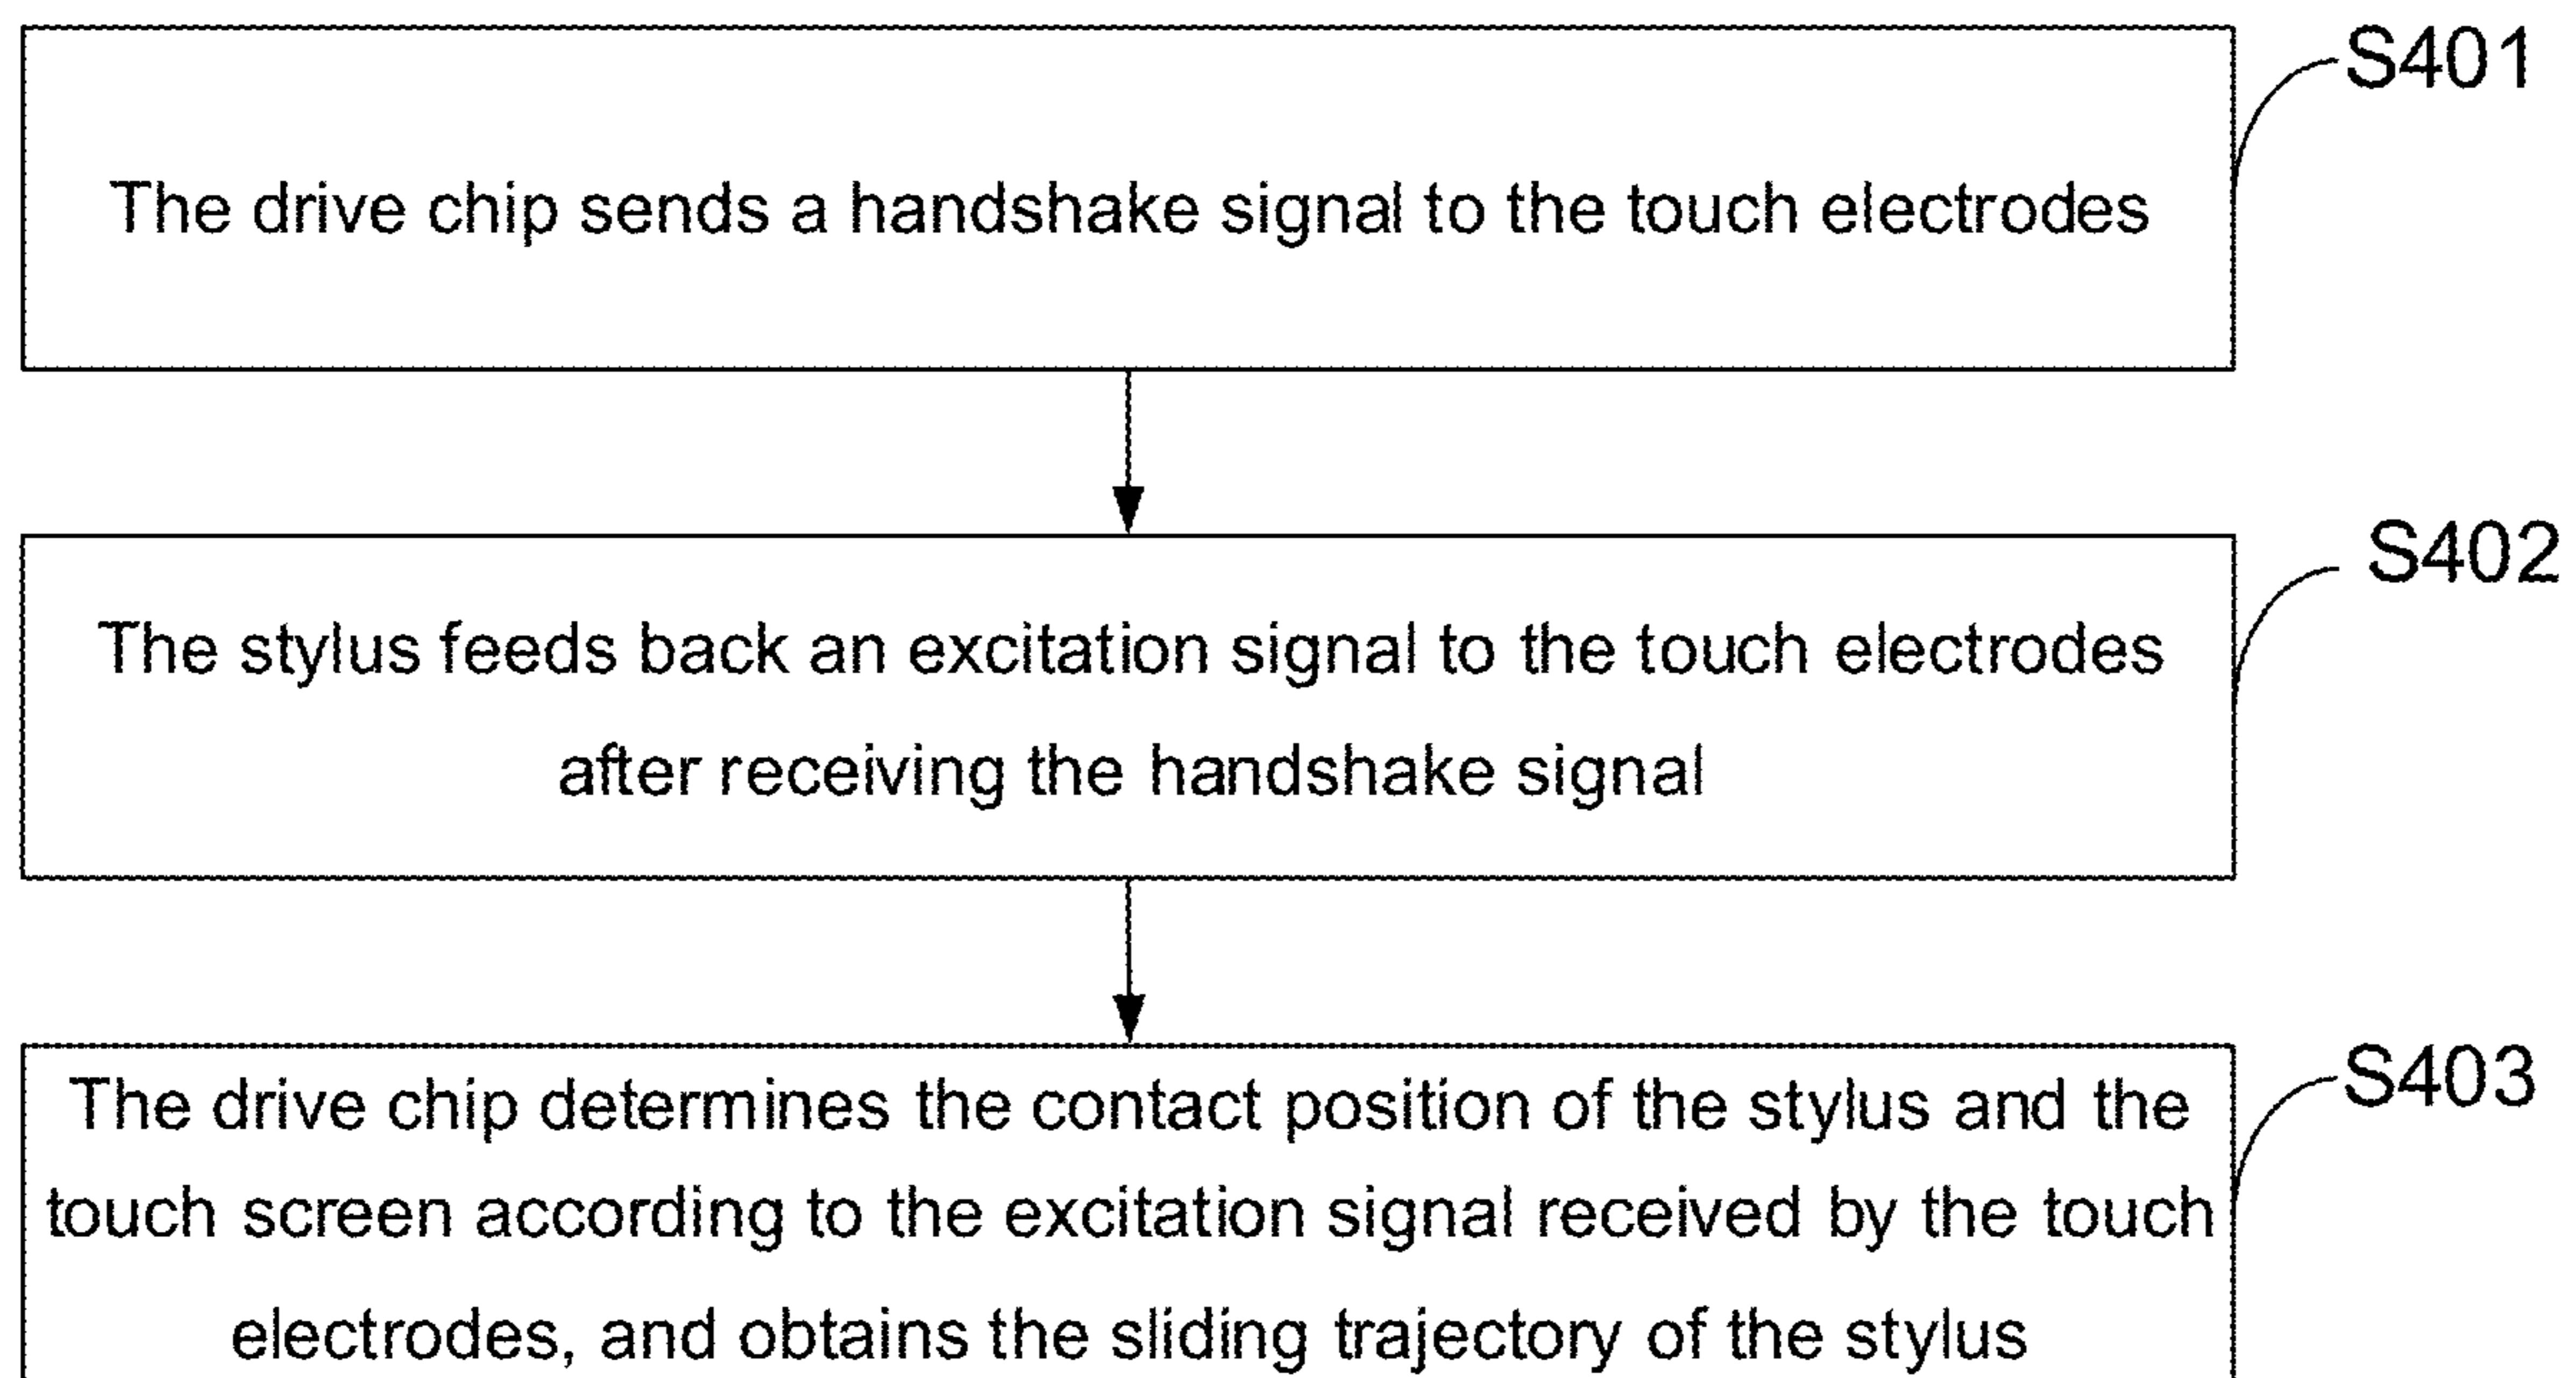 S401
The drive chip sends a handshake signal to the touch electrodes
S402
The stylus feeds back an excitation signal to the touch electrodes
after receiving the handshake signal
S403
The drive chip determines the contact position of the stylus and the
touch screen according to the excitation signal received by the touch
electrodes, and obtains the sliding trajectory of the stylus